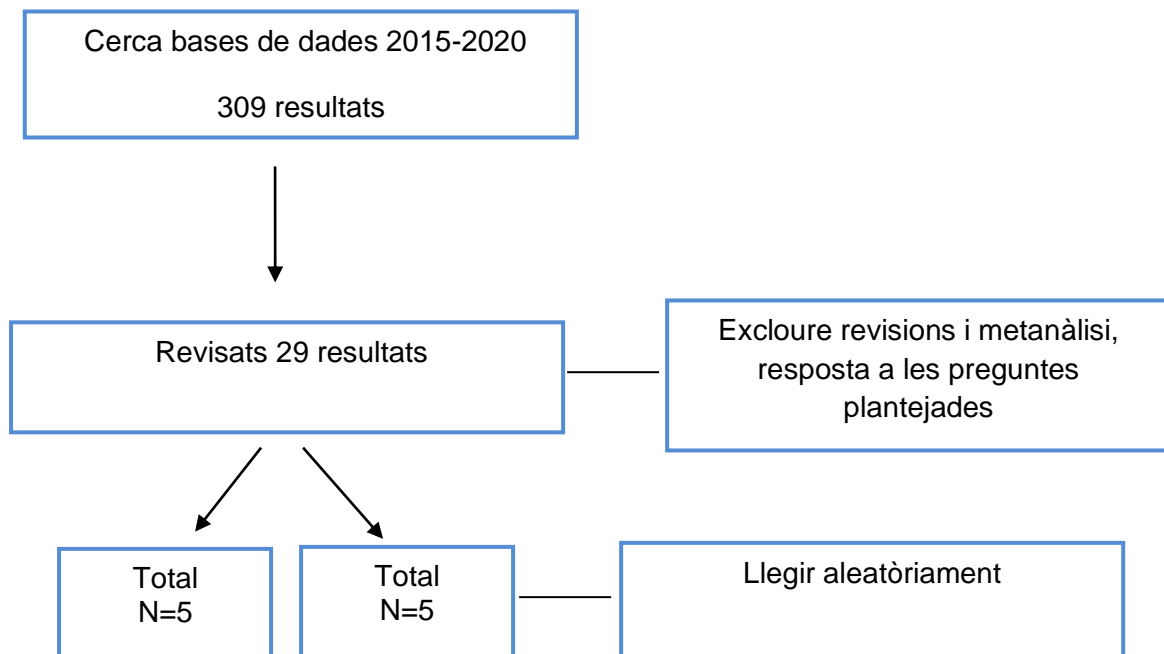 Cerca bases de dades 2015-2020
309 resultats
Revisats 29 resultats
Excloure revisions i metanàlisi,
resposta a les preguntes
plantejades
Total
N=5
Total
N=5
Llegir aleatòriament